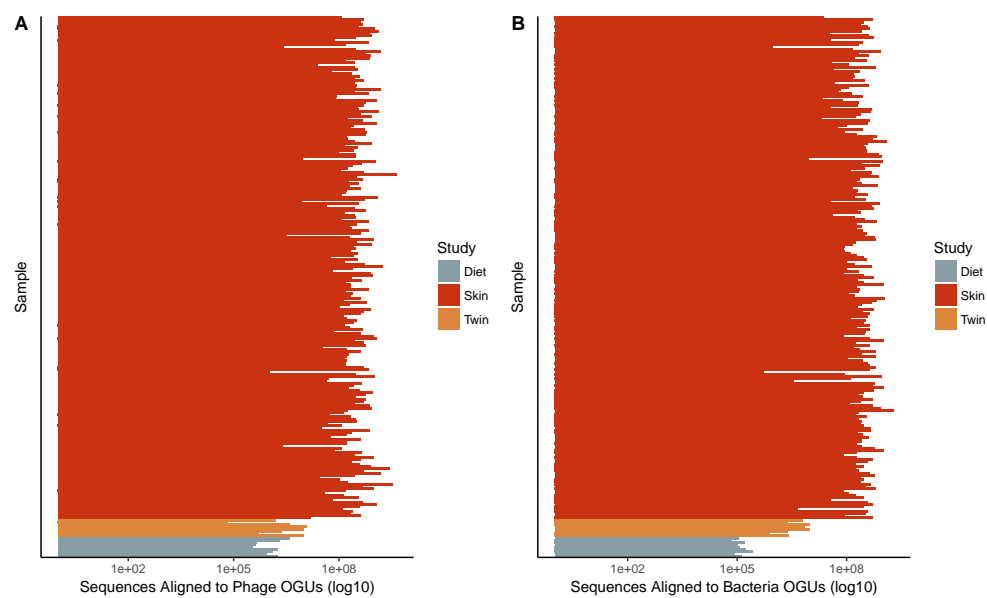 A
Sample
1e+02 1e+05 1e+08
Sequences Aligned to Phage OGUs (log10)
Study
Diet
Skin
Twin
B
Sample
1e+02 1e+05 1e+08
Sequences Aligned to Bacteria OGUs (log10)
Study
Diet
Skin
Twin